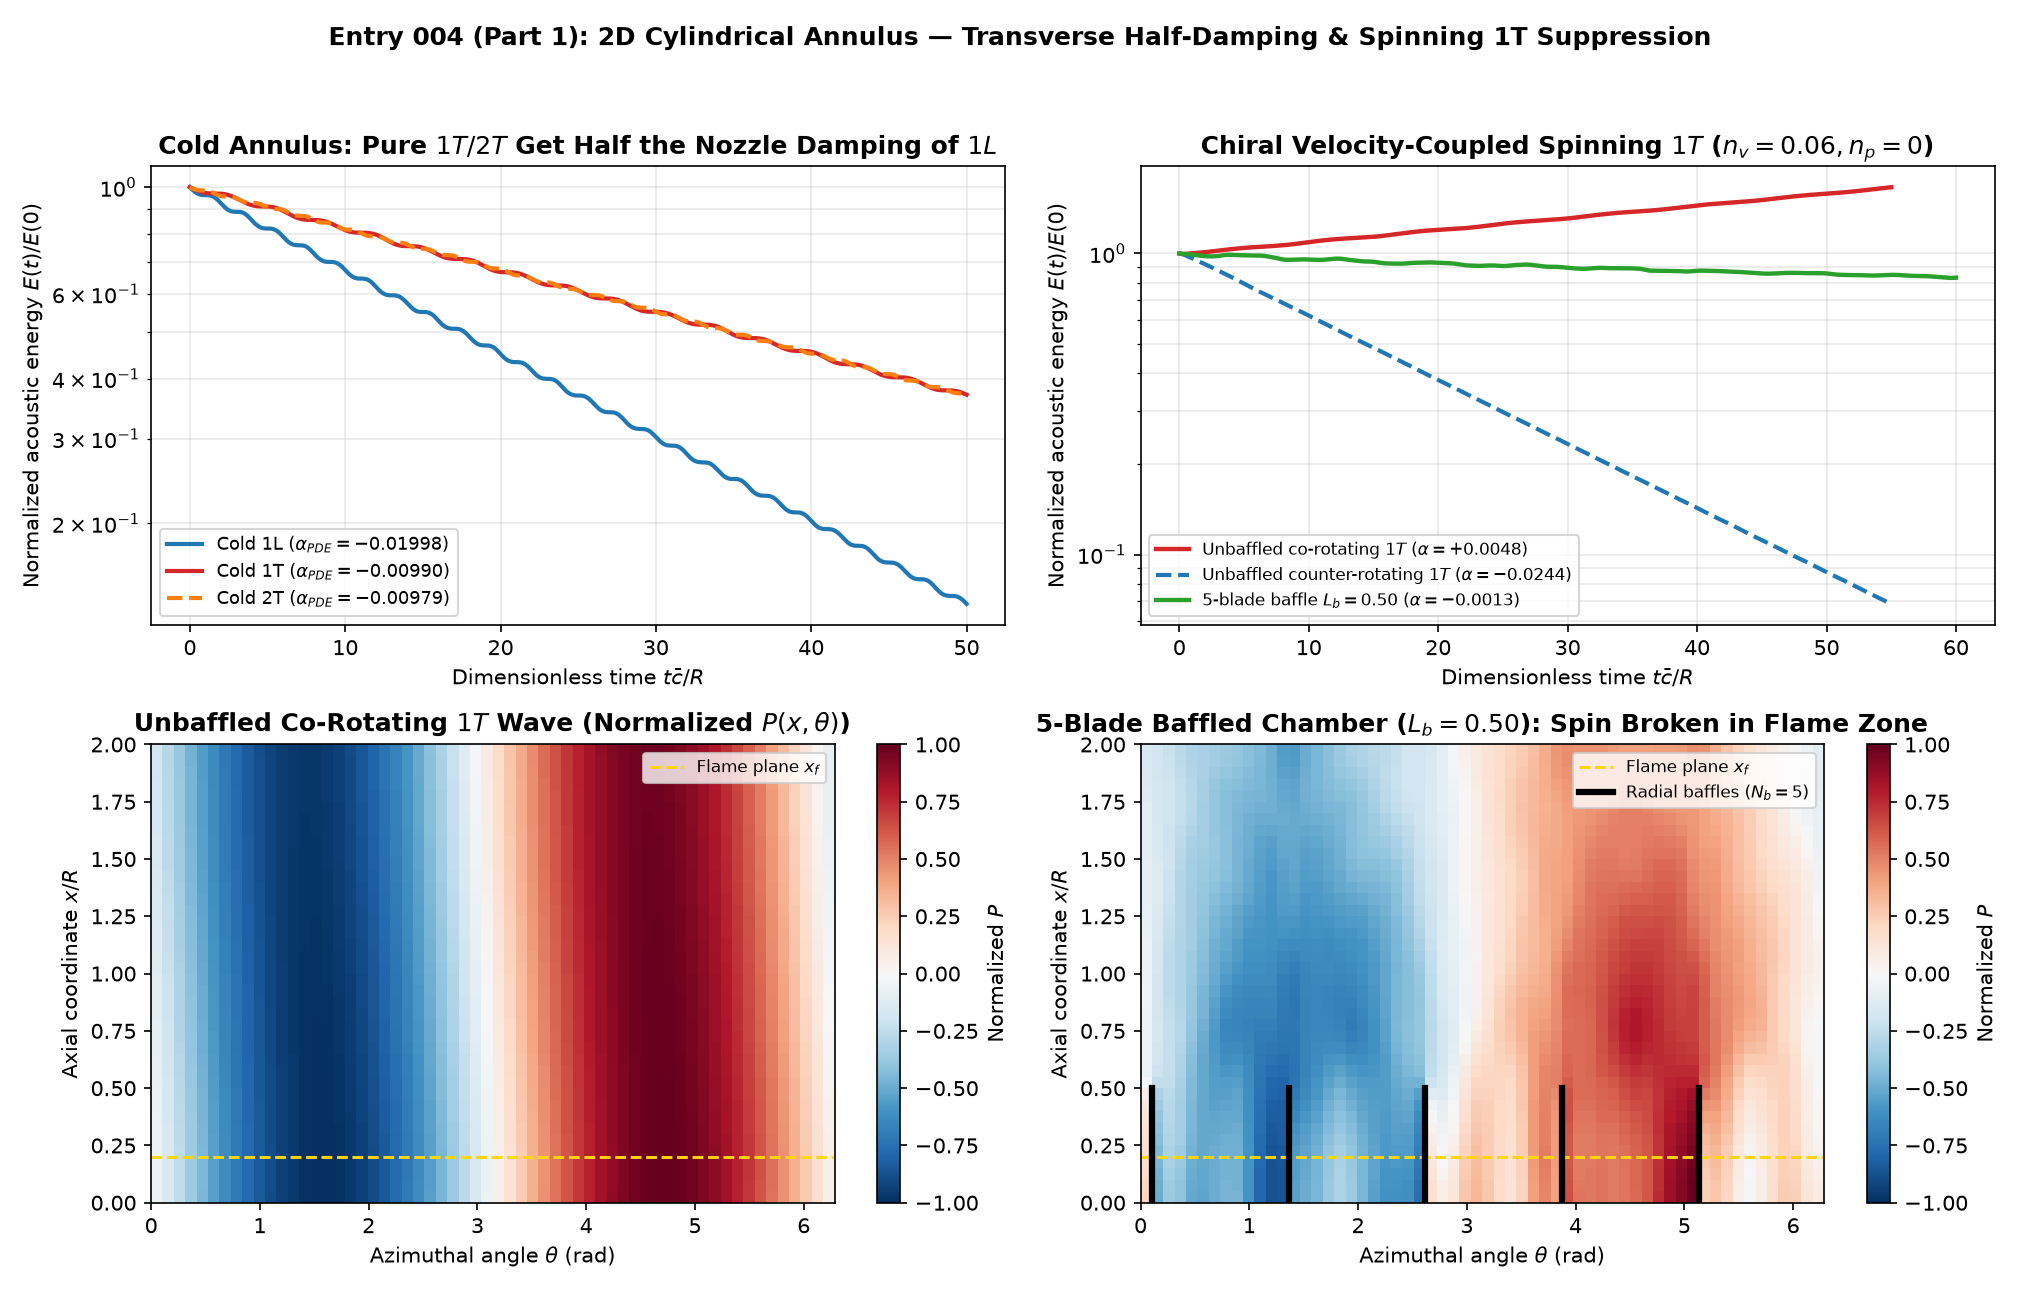 Entry 004 (Part 1): 2D Cylindrical Annulus — Transverse Half-Damping & Spinning 1T Suppression
Cold Annulus: Pure 1T/2T Get Half the Nozzle Damping of 1L
Normalized acoustic energy E(t)/E(0)
10⁰
6 × 10⁻¹
4 × 10⁻¹
3 × 10⁻¹
2 × 10⁻¹
Cold 1L (α_PDE = −0.01998)
Cold 1T (α_PDE = −0.00990)
Cold 2T (α_PDE = −0.00979)
0 10 20 30 40 50
Dimensionless time tc̄/R
Chiral Velocity-Coupled Spinning 1T (n_v = 0.06, n_p = 0)
Normalized acoustic energy E(t)/E(0)
10⁰
10⁻¹
Unbaffled co-rotating 1T (α = +0.0048)
Unbaffled counter-rotating 1T (α = −0.0244)
5-blade baffle L_b = 0.50 (α = −0.0013)
0 10 20 30 40 50 60
Dimensionless time tc̄/R
Unbaffled Co-Rotating 1T Wave (Normalized P(x, θ))
Axial coordinate x/R
2.00
1.75
1.50
1.25
1.00
0.75
0.50
0.25
0.00
Flame plane x_f
0 1 2 3 4 5 6
Azimuthal angle θ (rad)
1.00
0.75
0.50
0.25
0.00
−0.25
−0.50
−0.75
−1.00
Normalized P
5-Blade Baffled Chamber (L_b = 0.50): Spin Broken in Flame Zone
Axial coordinate x/R
2.00
1.75
1.50
1.25
1.00
0.75
0.50
0.25
0.00
Flame plane x_f
Radial baffles (N_b = 5)
0 1 2 3 4 5 6
Azimuthal angle θ (rad)
1.00
0.75
0.50
0.25
0.00
−0.25
−0.50
−0.75
−1.00
Normalized P